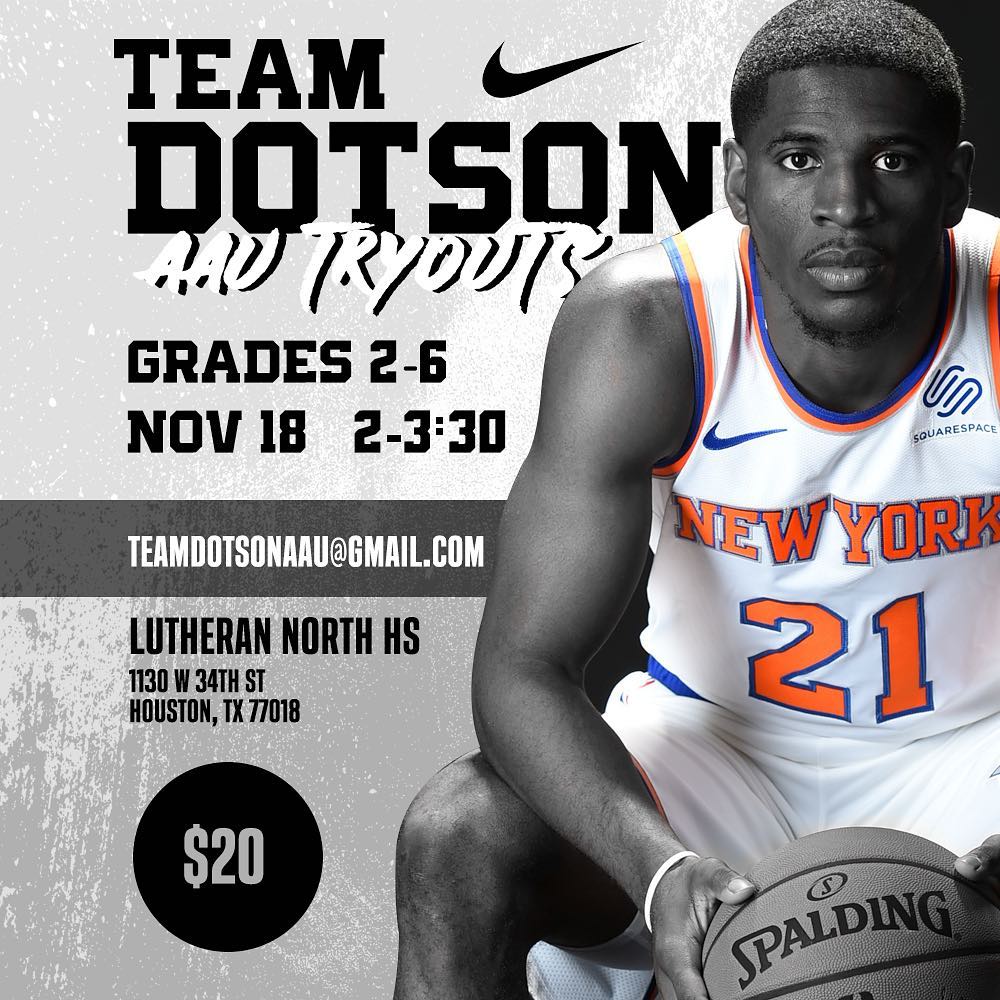 TEAM
DOTSON
AAU TRYOUTS
GRADES 2-6
NOV 18 2-3:30
TEAMDOTSONAAU@GMAIL.COM
LUTHERAN NORTH HS
1130 W 34TH ST
HOUSTON, TX 77018
$20
SQUARESPACE
NEW YORK
21
S
SPALDING